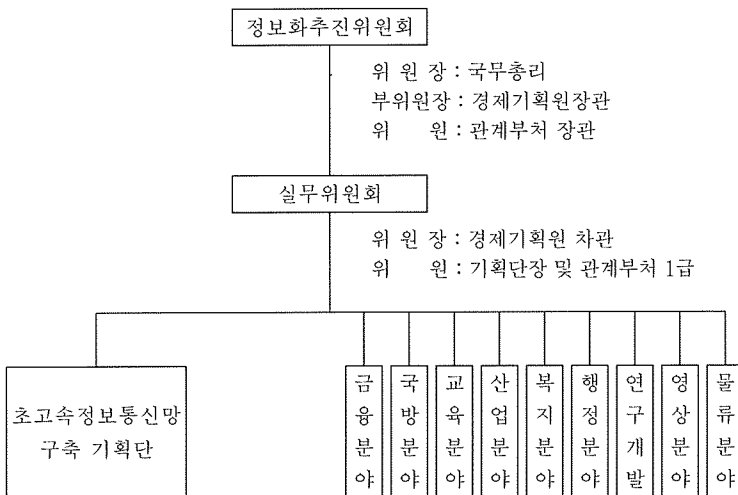 정보화추진위원회
위 원 장 : 국무총리
부위원장 : 경제기획원장관
위 원 : 관계부처 장관
실무위원회
위 원 장 : 경제기획원 차관
위 원 : 기획단장 및 관계부처 1급
초고속정보통신망
구축 기획단
금융분야
국방분야
교육분야
산업분야
복지분야
행정분야
연구개발
영상분야
물류분야